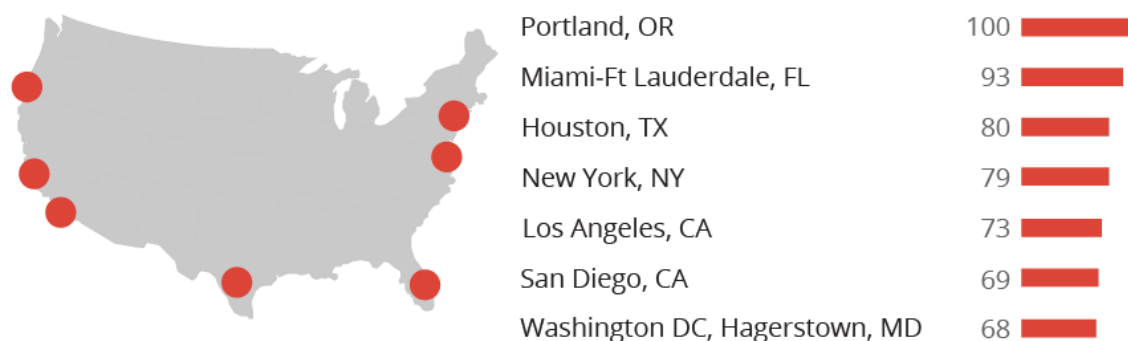 Portland, OR 100
Miami-Ft Lauderdale, FL 93
Houston, TX 80
New York, NY 79
Los Angeles, CA 73
San Diego, CA 69
Washington DC, Hagerstown, MD 68